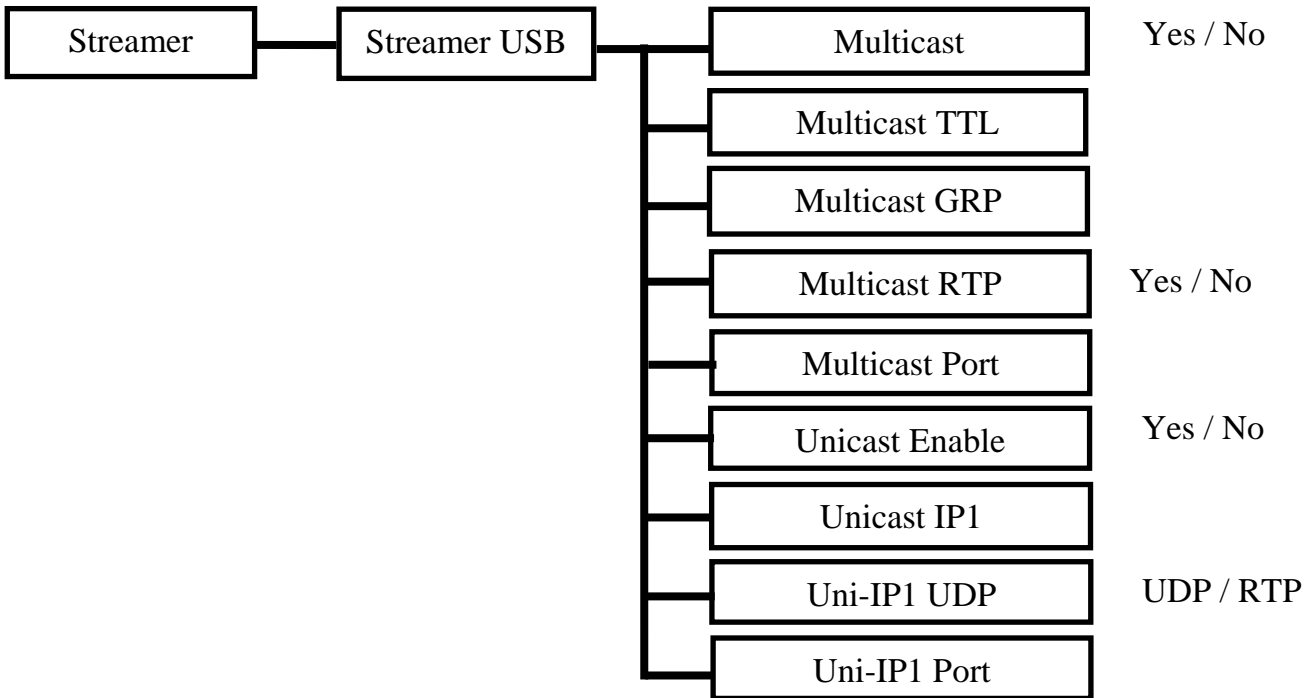 Streamer
Streamer USB
Multicast
Yes / No
Multicast TTL
Multicast GRP
Multicast RTP
Yes / No
Multicast Port
Unicast Enable
Yes / No
Unicast IP1
Uni-IP1 UDP
UDP / RTP
Uni-IP1 Port